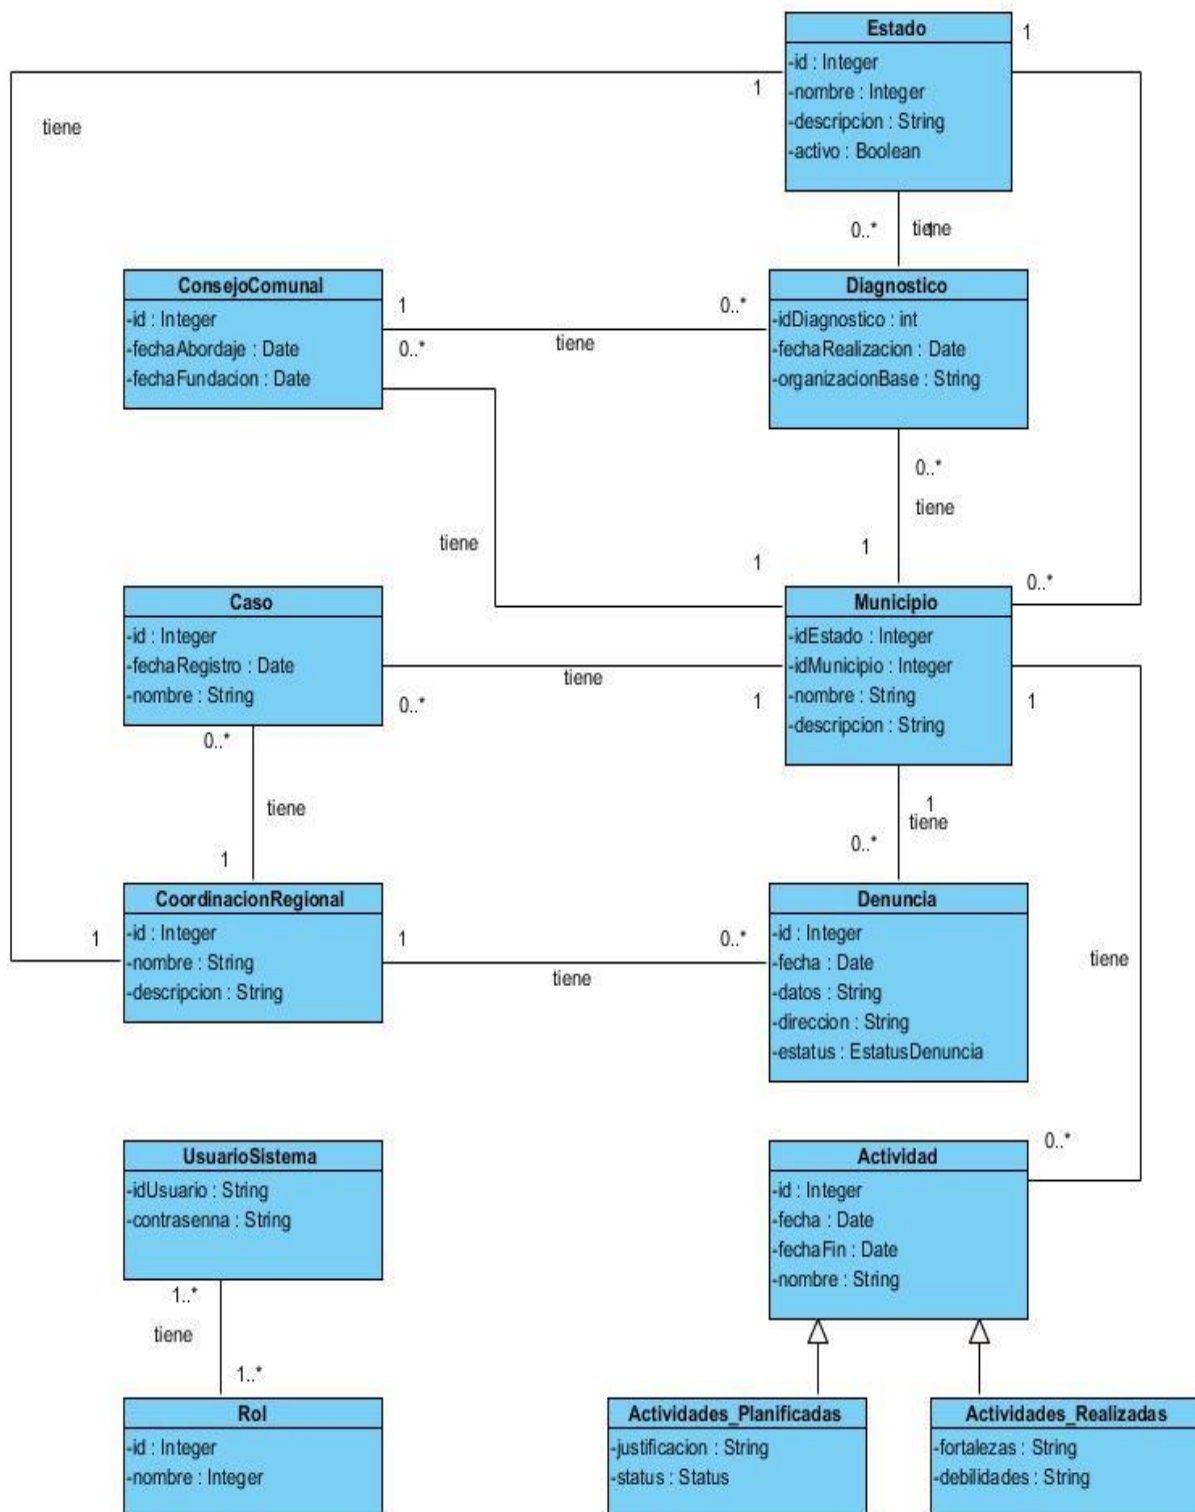 Estado
-id : Integer
-nombre : Integer
-descripcion : String
-activo : Boolean
1
1
tiene
0..*
tiene
1
ConsejoComunal
-id : Integer
-fechaAbordaje : Date
-fechaFundacion : Date
1
0..*
tiene
0..*
Diagnostico
-idDiagnostico : int
-fechaRealizacion : Date
-organizacionBase : String
0..*
tiene
1
tiene
1
0..*
Caso
-id : Integer
-fechaRegistro : Date
-nombre : String
0..*
tiene
1
Municipio
-idEstado : Integer
-idMunicipio : Integer
-nombre : String
-descripcion : String
1
0..*
tiene
1
1
tiene
0..*
CoordinacionRegional
-id : Integer
-nombre : String
-descripcion : String
1
1
tiene
0..*
Denuncia
-id : Integer
-fecha : Date
-datos : String
-direccion : String
-estatus : EstatusDenuncia
tiene
0..*
UsuarioSistema
-idUsuario : String
-contrasenna : String
1..*
tiene
1..*
Actividad
-id : Integer
-fecha : Date
-fechaFin : Date
-nombre : String
Rol
-id : Integer
-nombre : Integer
Actividades_Planificadas
-justificacion : String
-status : Status
Actividades_Realizadas
-fortalezas : String
-debilidades : String